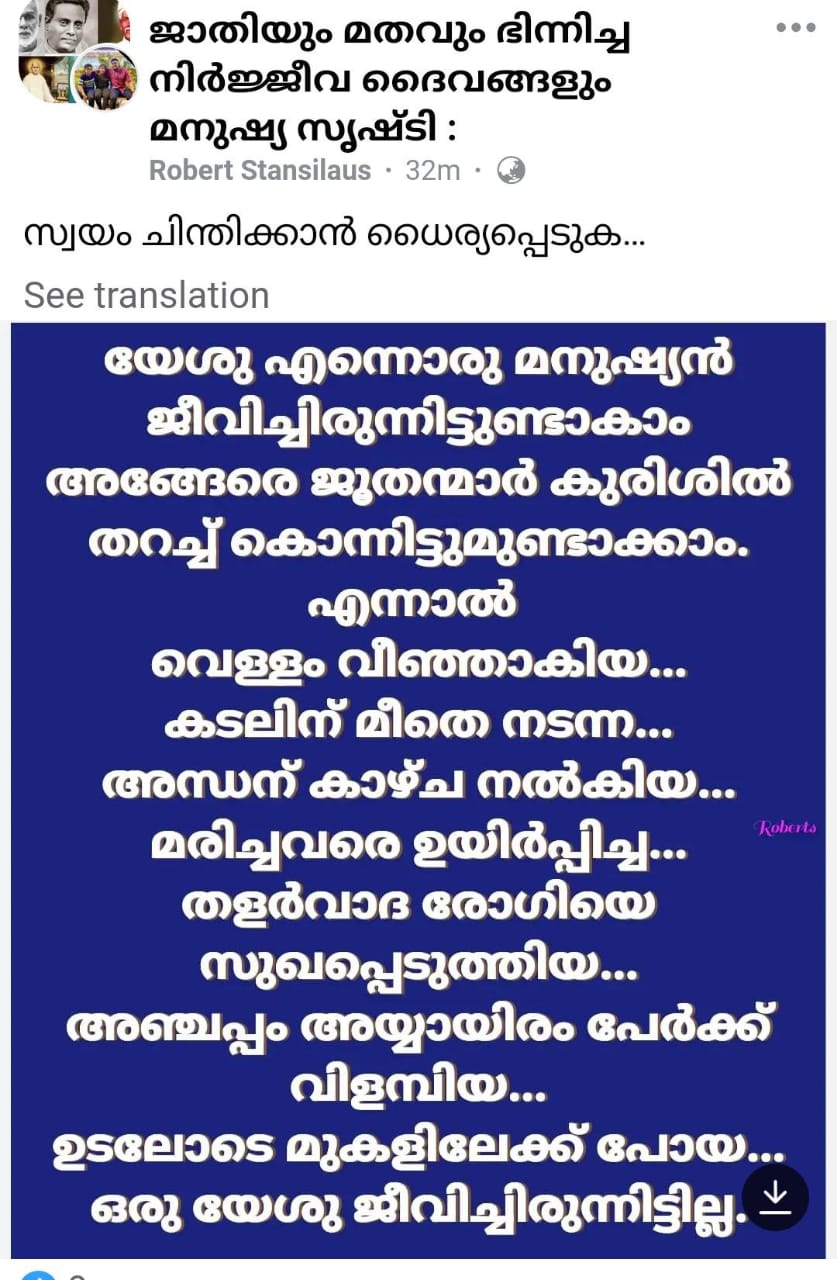 ജാതിയും മതവും ഭിന്നിച്ച
നിർജ്ജീവ ദൈവങ്ങളും
മനുഷ്യ സൃഷ്ടി :
Robert Stansilaus · 32m ·
സ്വയം ചിന്തിക്കാൻ ധൈര്യപ്പെടുക...
See translation
യേശു എന്നൊരു മനുഷ്യൻ
ജീവിച്ചിരുന്നിട്ടുണ്ടാകാം
അങ്ങേരെ ജൂതന്മാർ കുരിശിൽ
തറച്ച് കൊന്നിട്ടുമുണ്ടാക്കാം.
എന്നാൽ
വെള്ളം വീഞ്ഞാകിയ...
കടലിന് മീതെ നടന്ന...
അന്ധന് കാഴ്ച നൽകിയ...
മരിച്ചവരെ ഉയിർപ്പിച്ച...
Roberts
തളർവാദ രോഗിയെ
സുഖപ്പെടുത്തിയ...
അഞ്ചപ്പം അയ്യായിരം പേർക്ക്
വിളമ്പിയ...
ഉടലോടെ മുകളിലേക്ക് പോയ...
ഒരു യേശു ജീവിച്ചിരുന്നിട്ടില്ല.